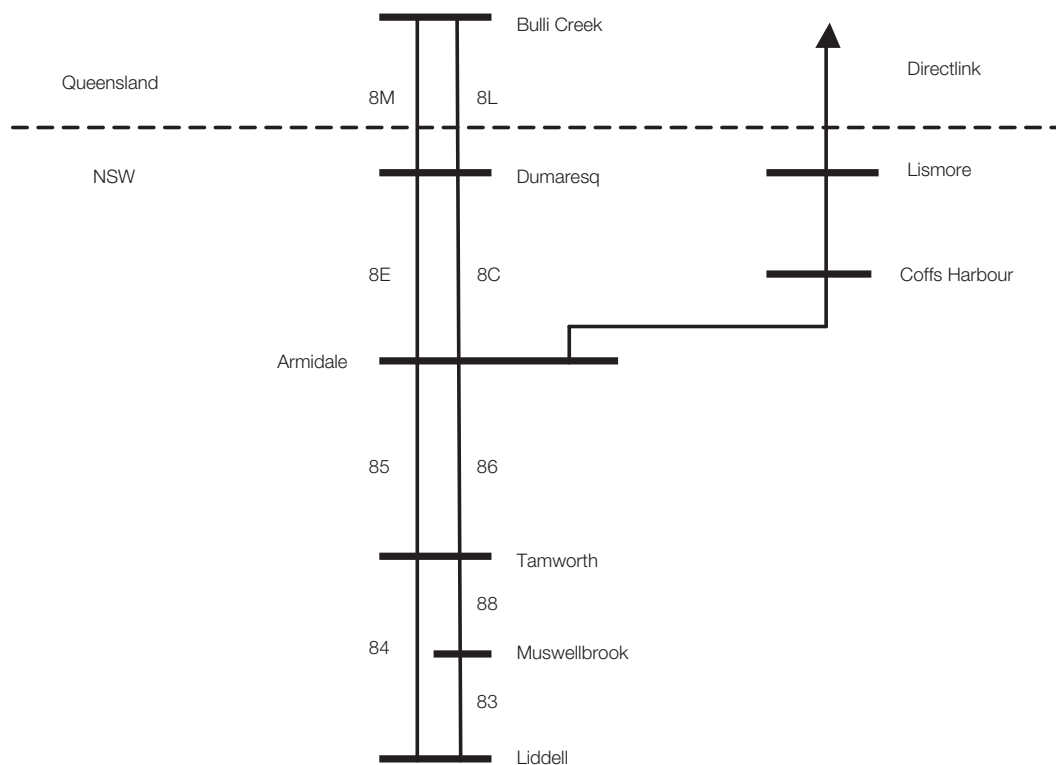 Bulli Creek
Queensland
8M
8L
Directlink
NSW
Dumaresq
Lismore
8E
8C
Coffs Harbour
Armidale
85
86
Tamworth
88
84
Muswellbrook
83
Liddell